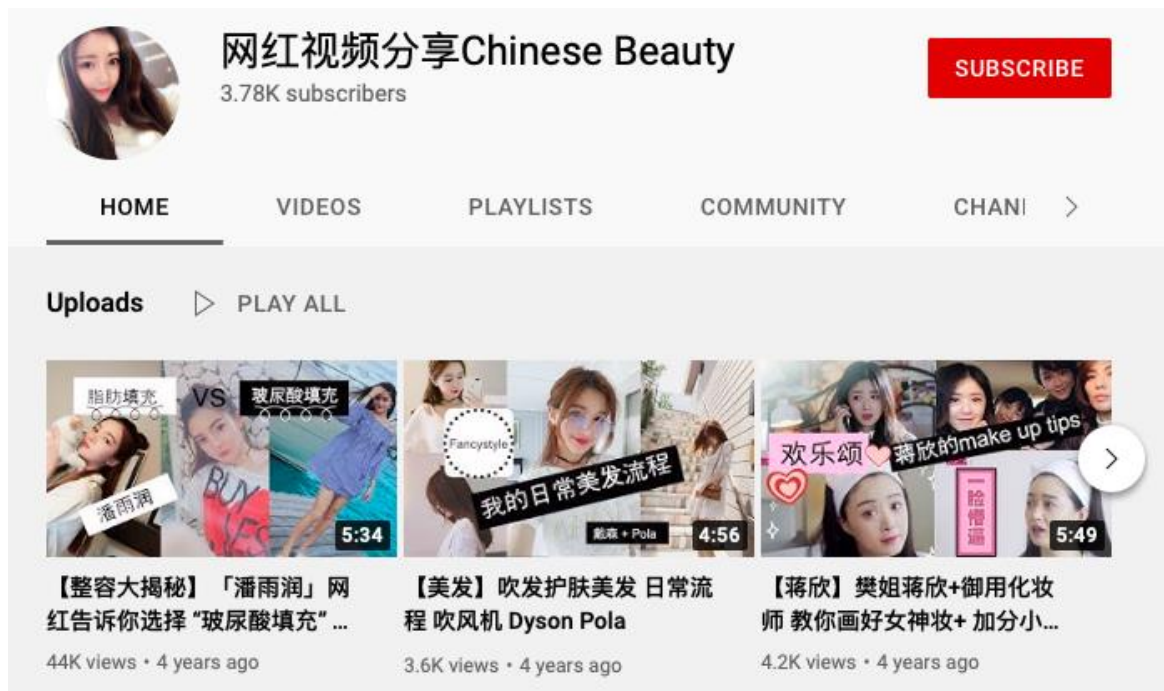 网红视频分享Chinese Beauty
3.78K subscribers
SUBSCRIBE
HOME
VIDEOS
PLAYLISTS
COMMUNITY
CHAN
Uploads
PLAY ALL
脂肪填充
VS
玻尿酸填充
潘雨润
BUY
5:34
Fancystyle
我的日常美发流程
戴森 + Pola
4:56
欢乐颂
蒋欣的make up tips
一脸懵逼
5:49
【整容大揭秘】「潘雨润」网
红告诉你选择 “玻尿酸填充” ...
44K views • 4 years ago
【美发】吹发护肤美发 日常流
程 吹风机 Dyson Pola
3.6K views • 4 years ago
【蒋欣】樊姐蒋欣+御用化妆
师 教你画好女神妆+ 加分小...
4.2K views • 4 years ago